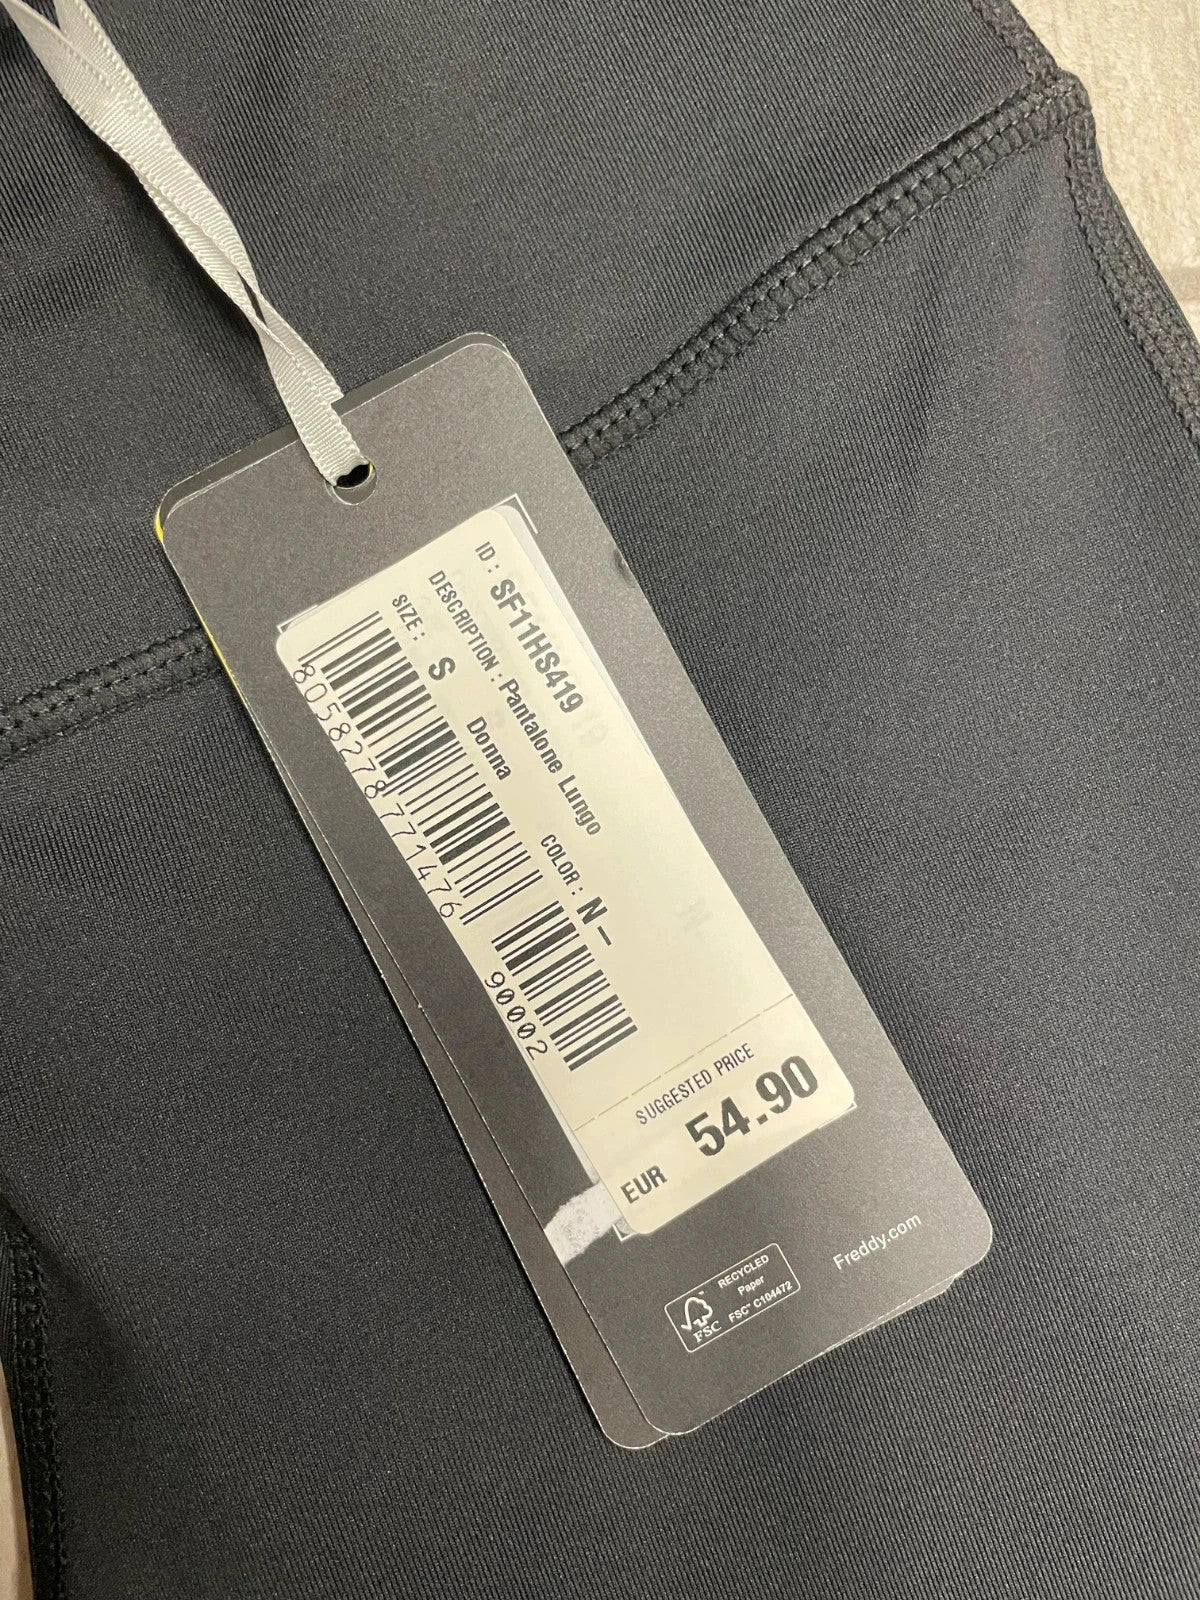 ID: SF11HS419
DESCRIPTION: Pantalone Lungo
SIZE: S Donna COLOR: N-
8058278771476
90002
SUGGESTED PRICE
EUR 54.90
Freddy.com
RECYCLED
Paper
FSC FSC® C104472